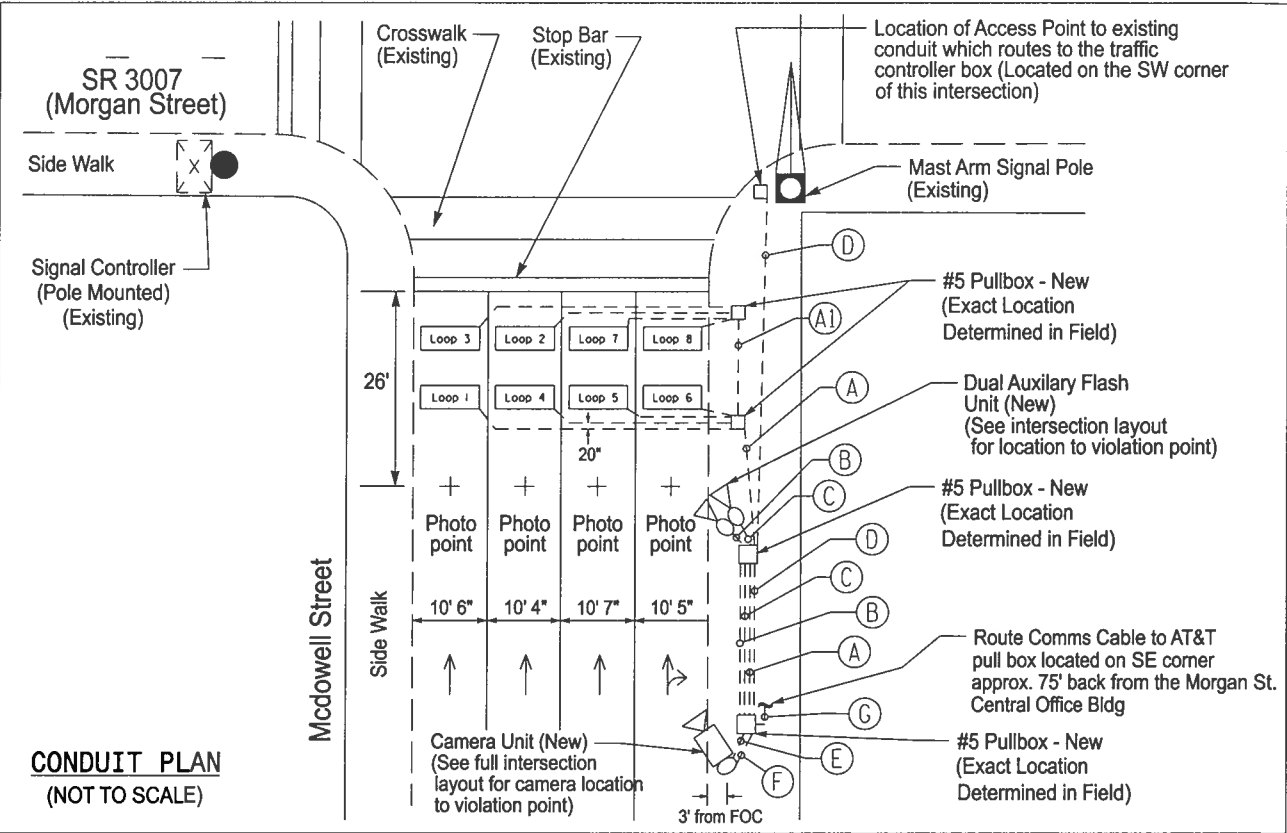 SR 3007
(Morgan Street)
Side Walk
X
Signal Controller
(Pole Mounted)
(Existing)
Crosswalk
(Existing)
Stop Bar
(Existing)
Location of Access Point to existing
conduit which routes to the traffic
controller box (Located on the SW corner
of this intersection)
Mast Arm Signal Pole
(Existing)
D
#5 Pullbox - New
(Exact Location
Determined in Field)
A1
Loop 3
Loop 2
Loop 7
Loop 8
26'
Loop 1
Loop 4
Loop 5
Loop 6
20"
A
Dual Auxilary Flash
Unit (New)
(See intersection layout
for location to violation point)
B
C
#5 Pullbox - New
(Exact Location
Determined in Field)
Photo
point
Photo
point
Photo
point
Photo
point
D
C
B
A
10' 6"
10' 4"
10' 7"
10' 5"
Mcdowell Street
Side Walk
Route Comms Cable to AT&T
pull box located on SE corner
approx. 75' back from the Morgan St.
Central Office Bldg
G
E
F
#5 Pullbox - New
(Exact Location
Determined in Field)
Camera Unit (New)
(See full intersection
layout for camera location
to violation point)
3' from FOC
CONDUIT PLAN
(NOT TO SCALE)